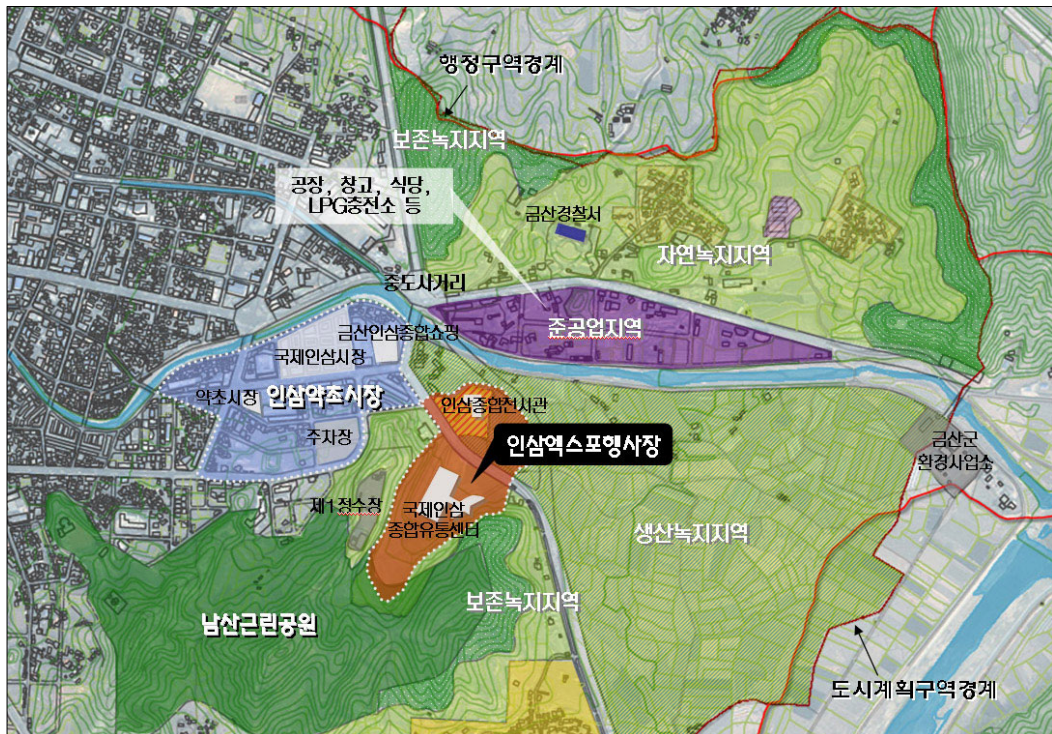 행정구역경계
보존녹지지역
공장, 창고, 식당,
LPG충전소 등
금산경찰서
자연녹지지역
중도사거리
준공업지역
금산인삼종합쇼핑
국제인삼시장
약초시장
인삼약초시장
인삼종합전시관
주차장
인삼엑스포행사장
금산군
환경사업소
제1정수장
국제인삼
종합유통센터
생산녹지지역
보존녹지지역
남산근린공원
도시계획구역경계